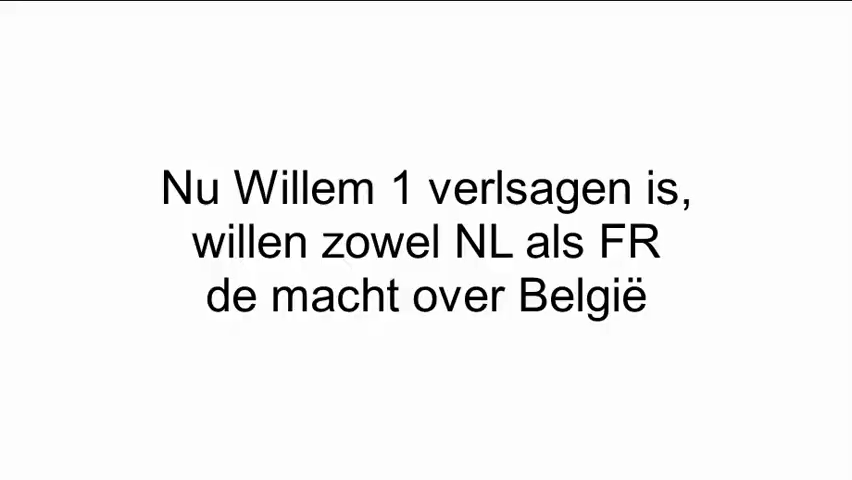 Nu Willem 1 verlsagen is,
willen zowel NL als FR
de macht over België